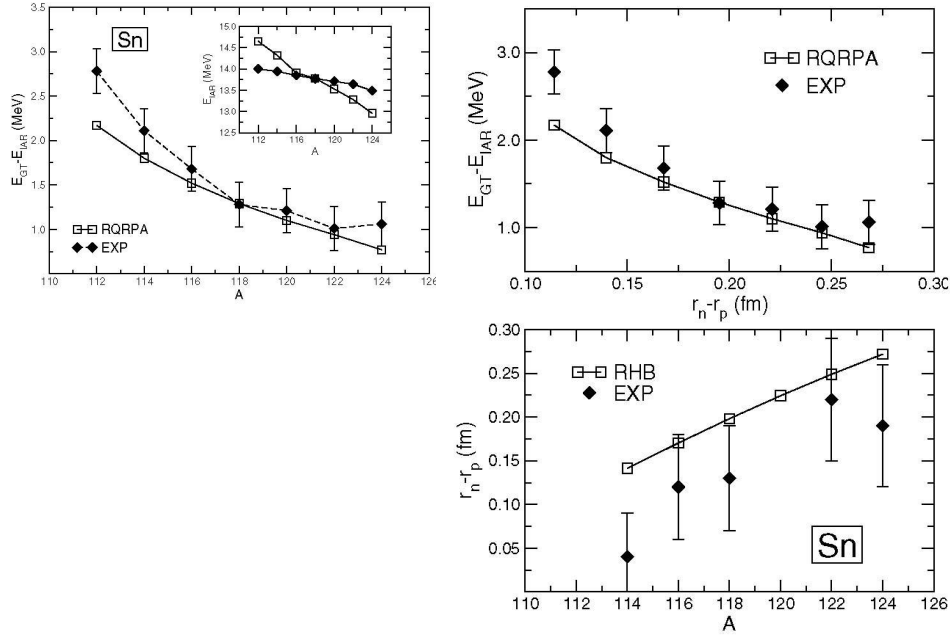 Sn
3.5
3.0
2.5
2.0
1.5
1.0
E_GT-E_IAR (MeV)
RQRPA
EXP
110 112 114 116 118 120 122 124 126
A
15.0
14.5
14.0
13.5
13.0
12.5
E_IAR (MeV)
112 116 120 124
A
3.0
2.0
1.0
0.0
E_GT-E_IAR (MeV)
RQRPA
EXP
0.10 0.15 0.20 0.25 0.30
r_n-r_p (fm)
0.30
0.25
0.20
0.15
0.10
0.05
r_n-r_p (fm)
RHB
EXP
Sn
110 112 114 116 118 120 122 124 126
A